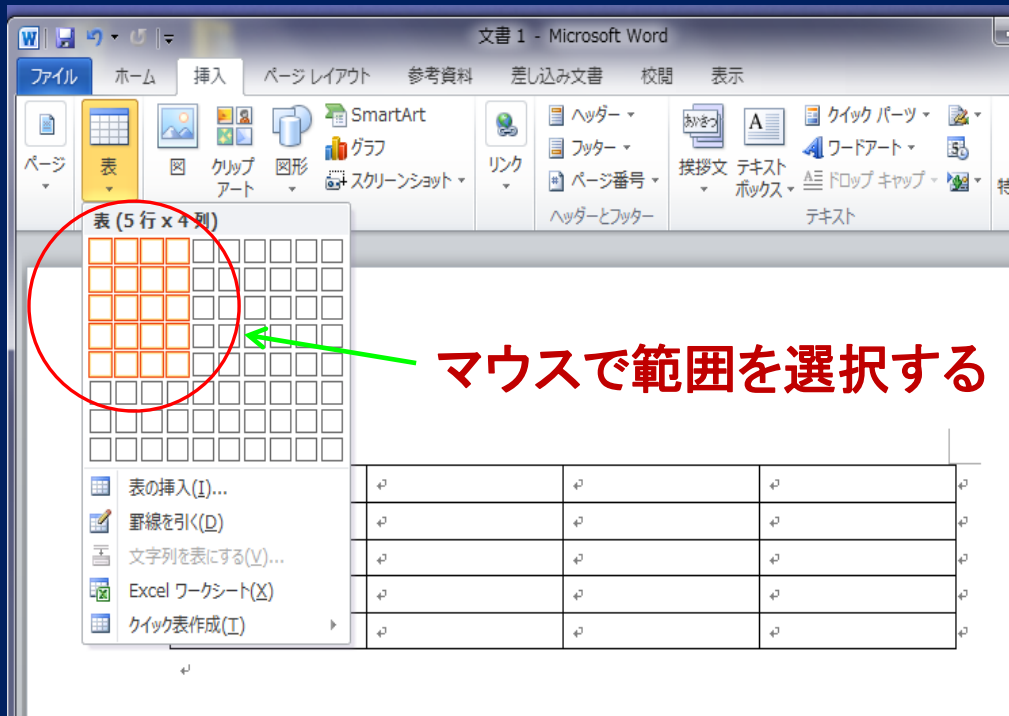 文書 1 - Microsoft Word
ファイル ホーム 挿入 ページ レイアウト 参考資料 差し込み文書 校閲 表示
ページ
表
図
クリップ アート
図形
SmartArt
グラフ
スクリーンショット
リンク
ヘッダー
フッター
ページ番号
ヘッダーとフッター
あいさつ
挨拶文
A
テキスト ボックス
クイック パーツ
ワードアート
ドロップ キャップ
テキスト
表 (5 行 x 4 列)
マウスで範囲を選択する
表の挿入(I)...
罫線を引く(D)
文字列を表にする(V)...
Excel ワークシート(X)
クイック表作成(T)